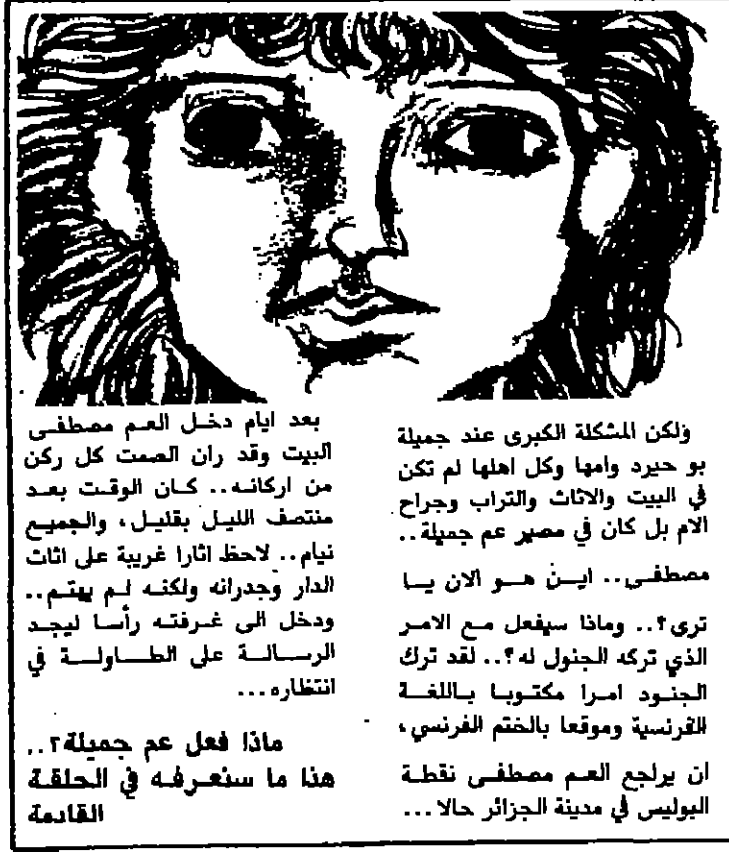 ولكن المشكلة الكبرى عند جميلة
بو حيرد وامها وكل اهلها لم تكن
في البيت والاثاث والتراب وجراح
الام بل كان في مصير عم جميلة..
مصطفى.. اين هو الان يا
ترى؟.. وماذا سيفعل مع الامر
الذي تركه الجنول له؟.. لقد ترك
الجنود امرا مكتوبا باللغة
الفرنسية وموقعا بالختم الفرنسي،
ان يراجع العم مصطفى نقطة
البوليس في مدينة الجزائر حالا...
بعد ايام دخل العم مصطفى
البيت وقد ران الصمت كل ركن
من اركانه.. كان الوقت بعد
منتصف الليل بقليل، والجميع
نيام.. لاحظ اثارا غريبة على اثاث
الدار وجدرانه ولكنه لم يهتم..
ودخل الى غرفته رأسا ليجد
الرسالة على الطاولة في
انتظاره...
ماذا فعل عم جميلة؟..
هذا ما سنعرفه في الحلقة
القادمة